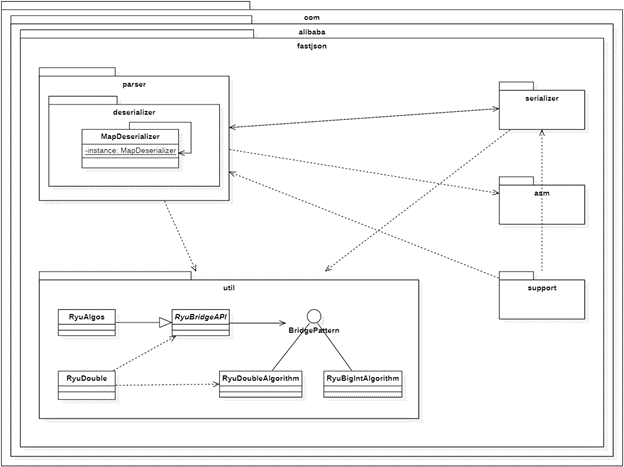 com
alibaba
fastjson
parser
deserializer
MapDeserializer
-instance: MapDeserializer
serializer
asm
support
util
RyuAlgos
RyuBridgeAPI
BridgePattern
RyuDouble
RyuDoubleAlgorithm
RyuBigIntAlgorithm